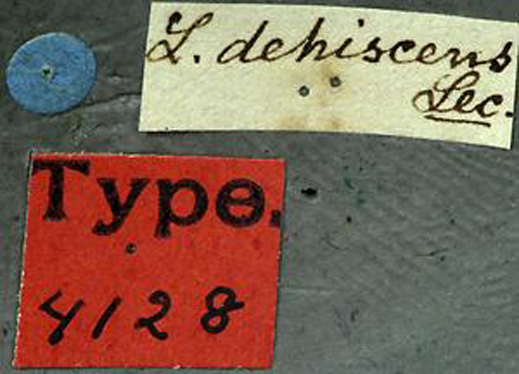 L. dehiscens
Lec.
Type.
4128